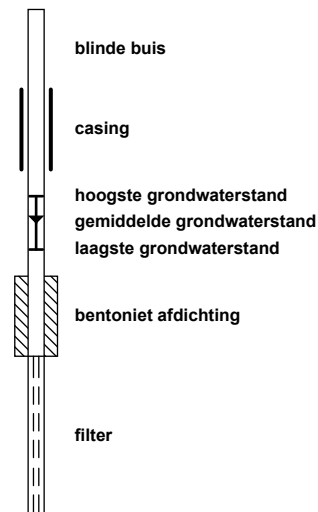 blinde buis
casing
hoogste grondwaterstand
gemiddelde grondwaterstand
laagste grondwaterstand
bentoniet afdichting
filter